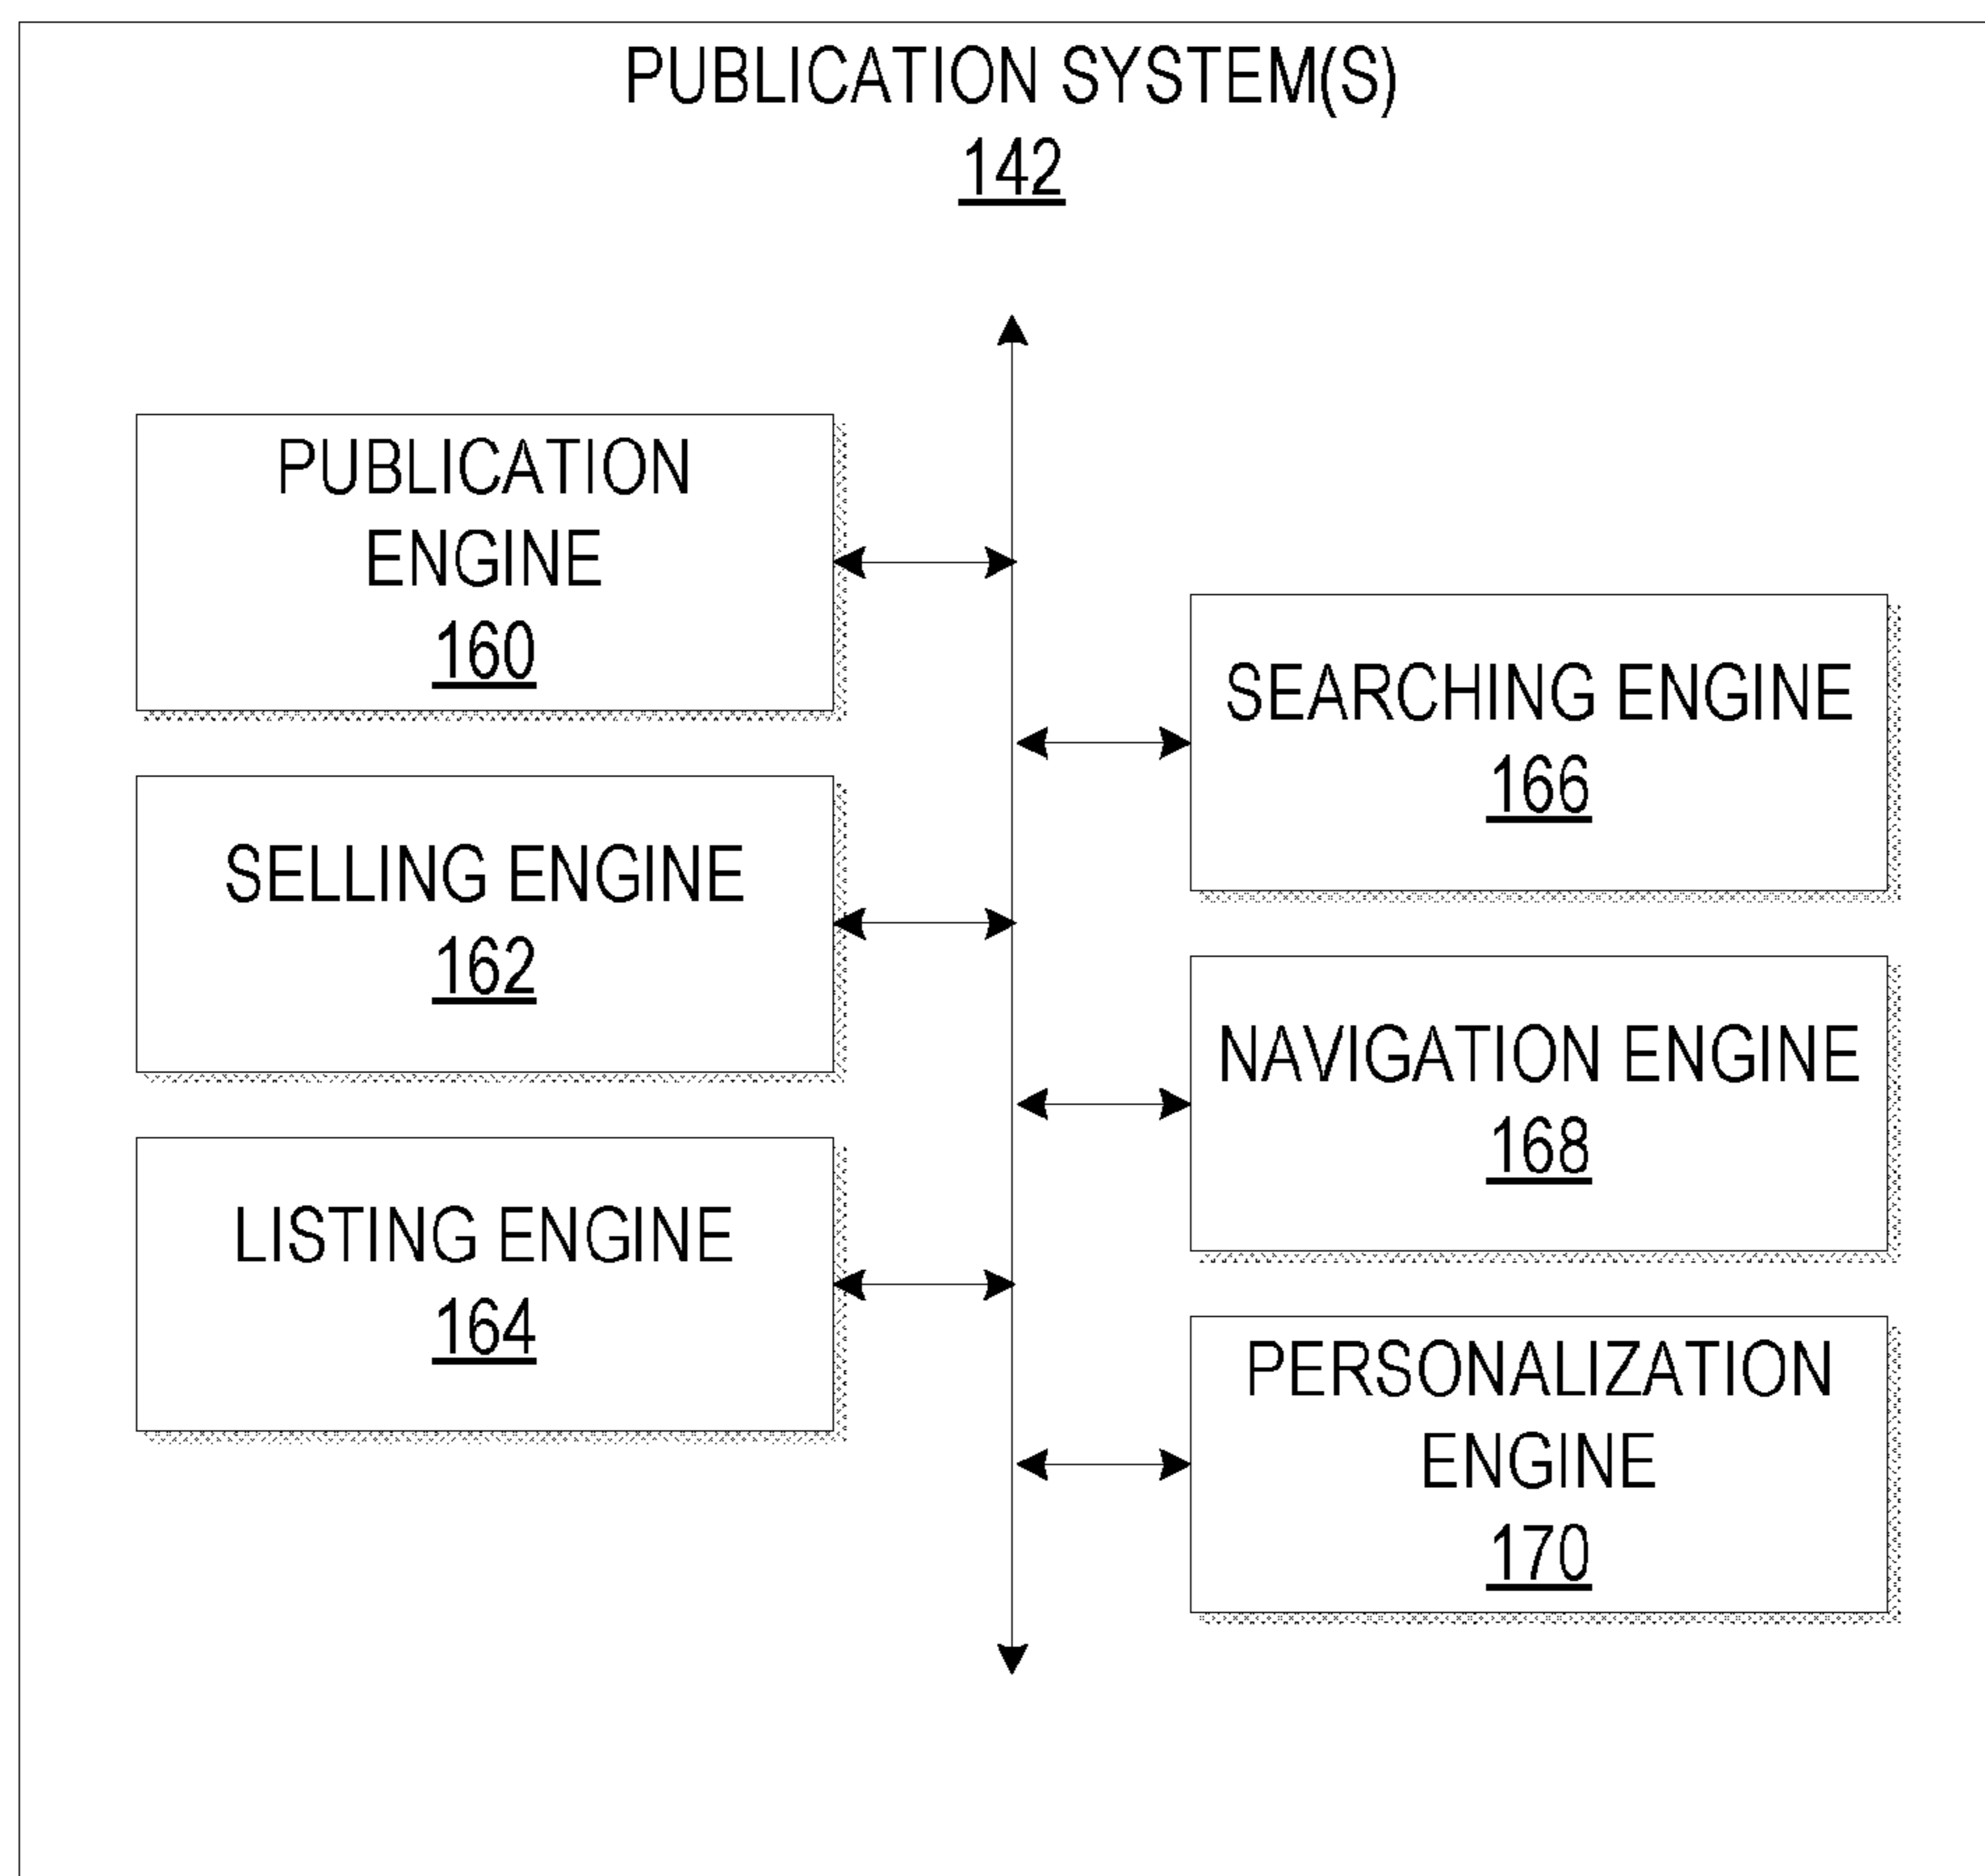 PUBLICATION SYSTEM(S)
142
PUBLICATION
ENGINE
160
SELLING ENGINE
162
LISTING ENGINE
164
SEARCHING ENGINE
166
NAVIGATION ENGINE
168
PERSONALIZATION
ENGINE
170